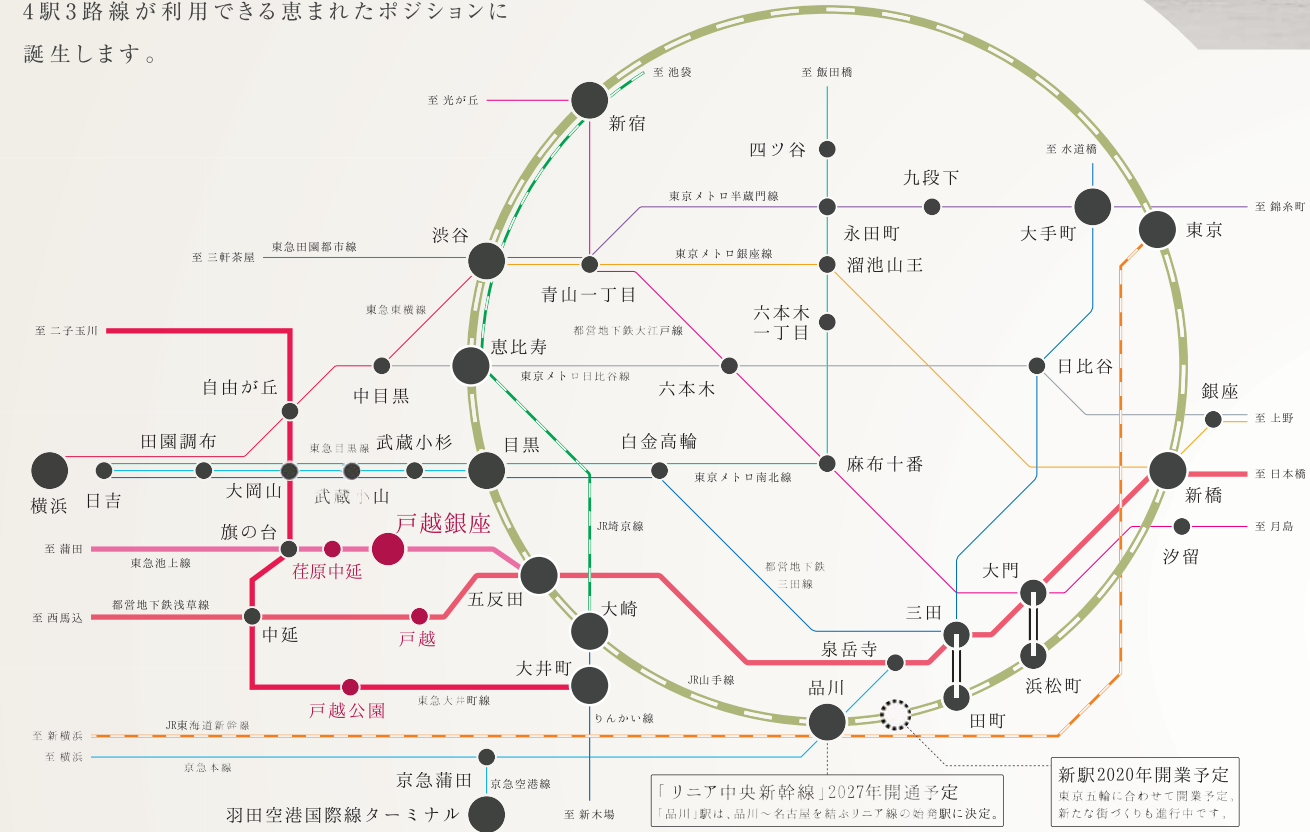 4駅3路線が利用できる恵まれたポジションに
誕生します。
至 池袋
至 飯田橋
至 光が丘
新宿
四ツ谷
至 水道橋
九段下
東京メトロ半蔵門線
至 錦糸町
渋谷
永田町
大手町
東京
東急田園都市線
至 三軒茶屋
東京メトロ銀座線
溜池山王
青山一丁目
東急東横線
都営地下鉄大江戸線
六本木
一丁目
至 二子玉川
恵比寿
東京メトロ日比谷線
日比谷
自由が丘
中目黒
六本木
銀座
至 上野
田園調布
東急目黒線
武蔵小杉
目黒
白金高輪
麻布十番
東京メトロ南北線
至 日本橋
横浜
日吉
大岡山
武蔵小山
新橋
戸越銀座
旗の台
JR埼京線
至 月島
至 蒲田
東急池上線
荏原中延
汐留
都営地下鉄
三田線
大門
五反田
都営地下鉄浅草線
至 西馬込
大崎
三田
中延
戸越
泉岳寺
大井町
JR山手線
品川
浜松町
戸越公園
東急大井町線
田町
りんかい線
JR東海道新幹線
至 新横浜
至 横浜
京急本線
京急蒲田
京急空港線
羽田空港国際線ターミナル
至 新木場
「リニア中央新幹線」2027年開通予定
「品川」駅は、品川～名古屋を結ぶリニア線の始発駅に決定。
新駅2020年開業予定
東京五輪に合わせて開業予定。
新たな街づくりも進行中です。